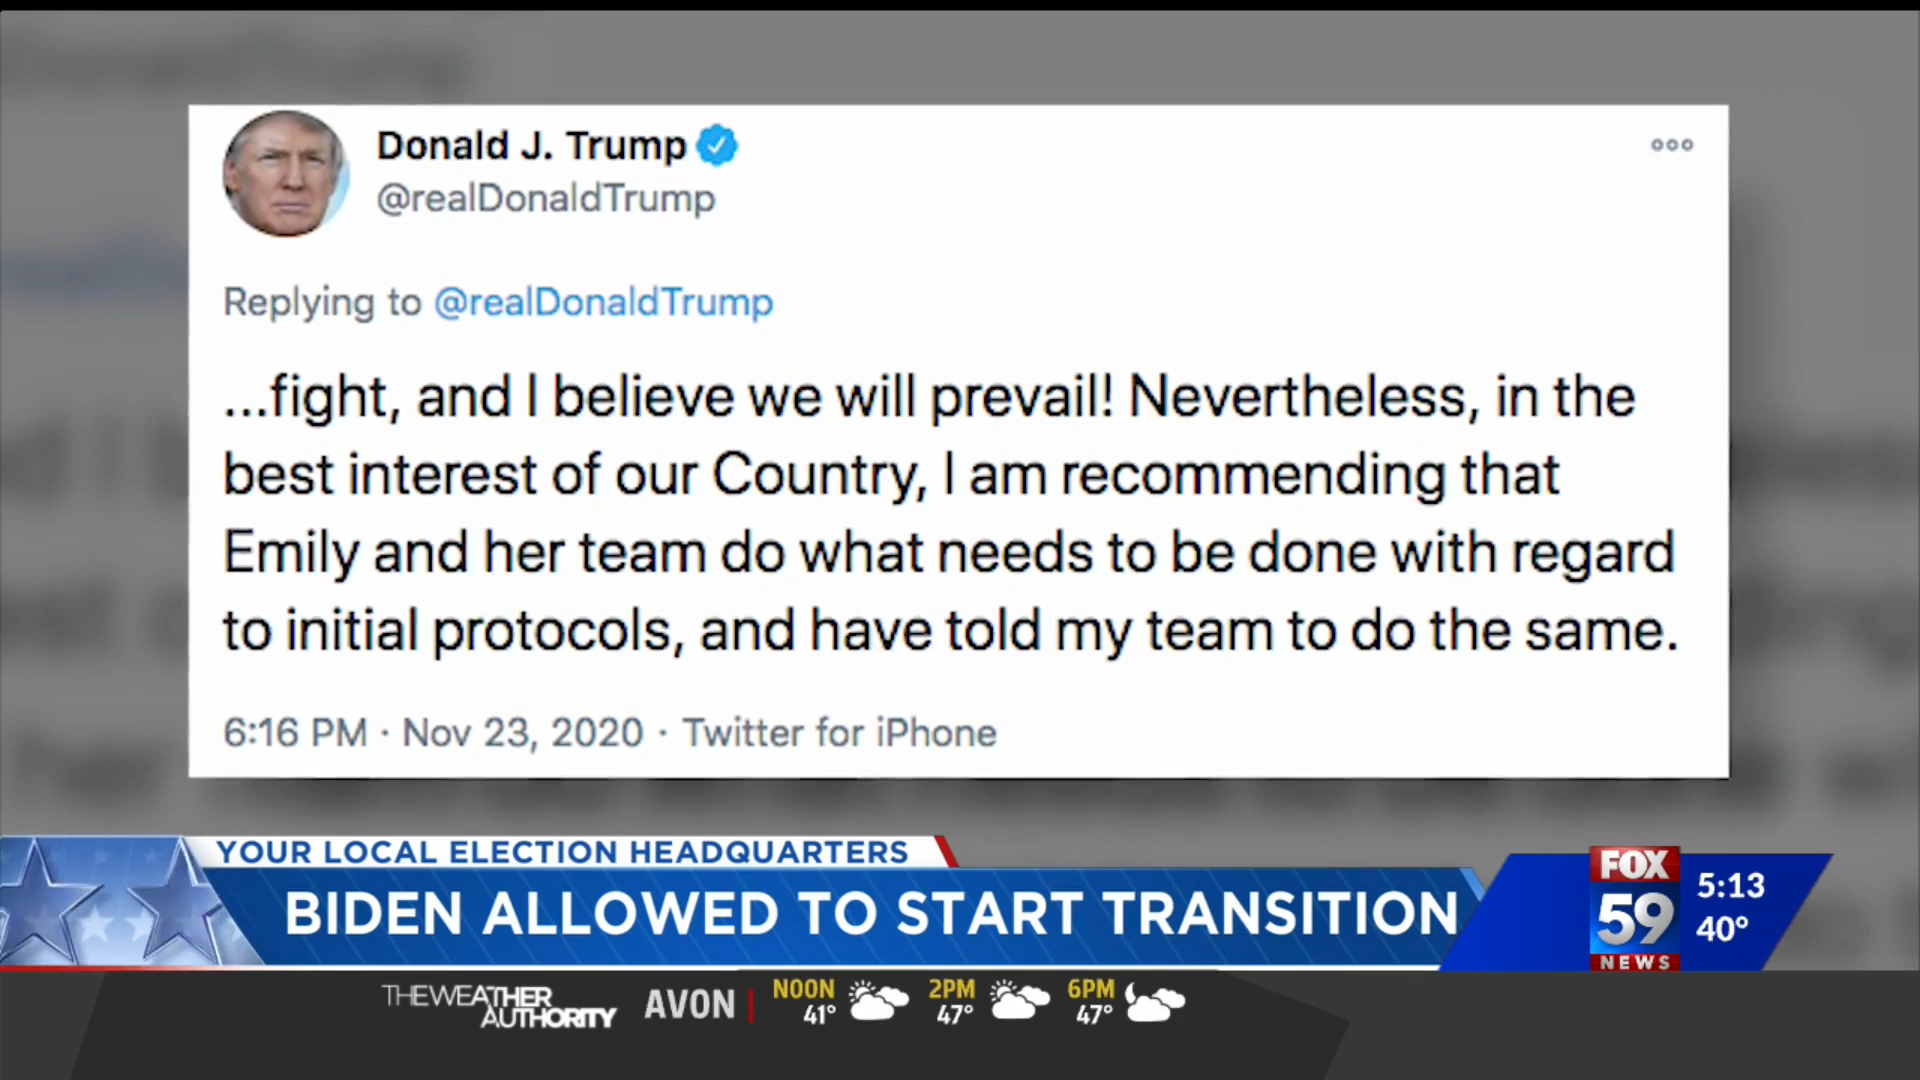 Donald J. Trump
@realDonaldTrump
Replying to @realDonaldTrump
...fight, and I believe we will prevail! Nevertheless, in the
best interest of our Country, I am recommending that
Emily and her team do what needs to be done with regard
to initial protocols, and have told my team to do the same.
6:16 PM · Nov 23, 2020 · Twitter for iPhone
YOUR LOCAL ELECTION HEADQUARTERS
BIDEN ALLOWED TO START TRANSITION
FOX
59
NEWS
5:13
40°
THE WEATHER
AUTHORITY
AVON
NOON
41°
2PM
47°
6PM
47°